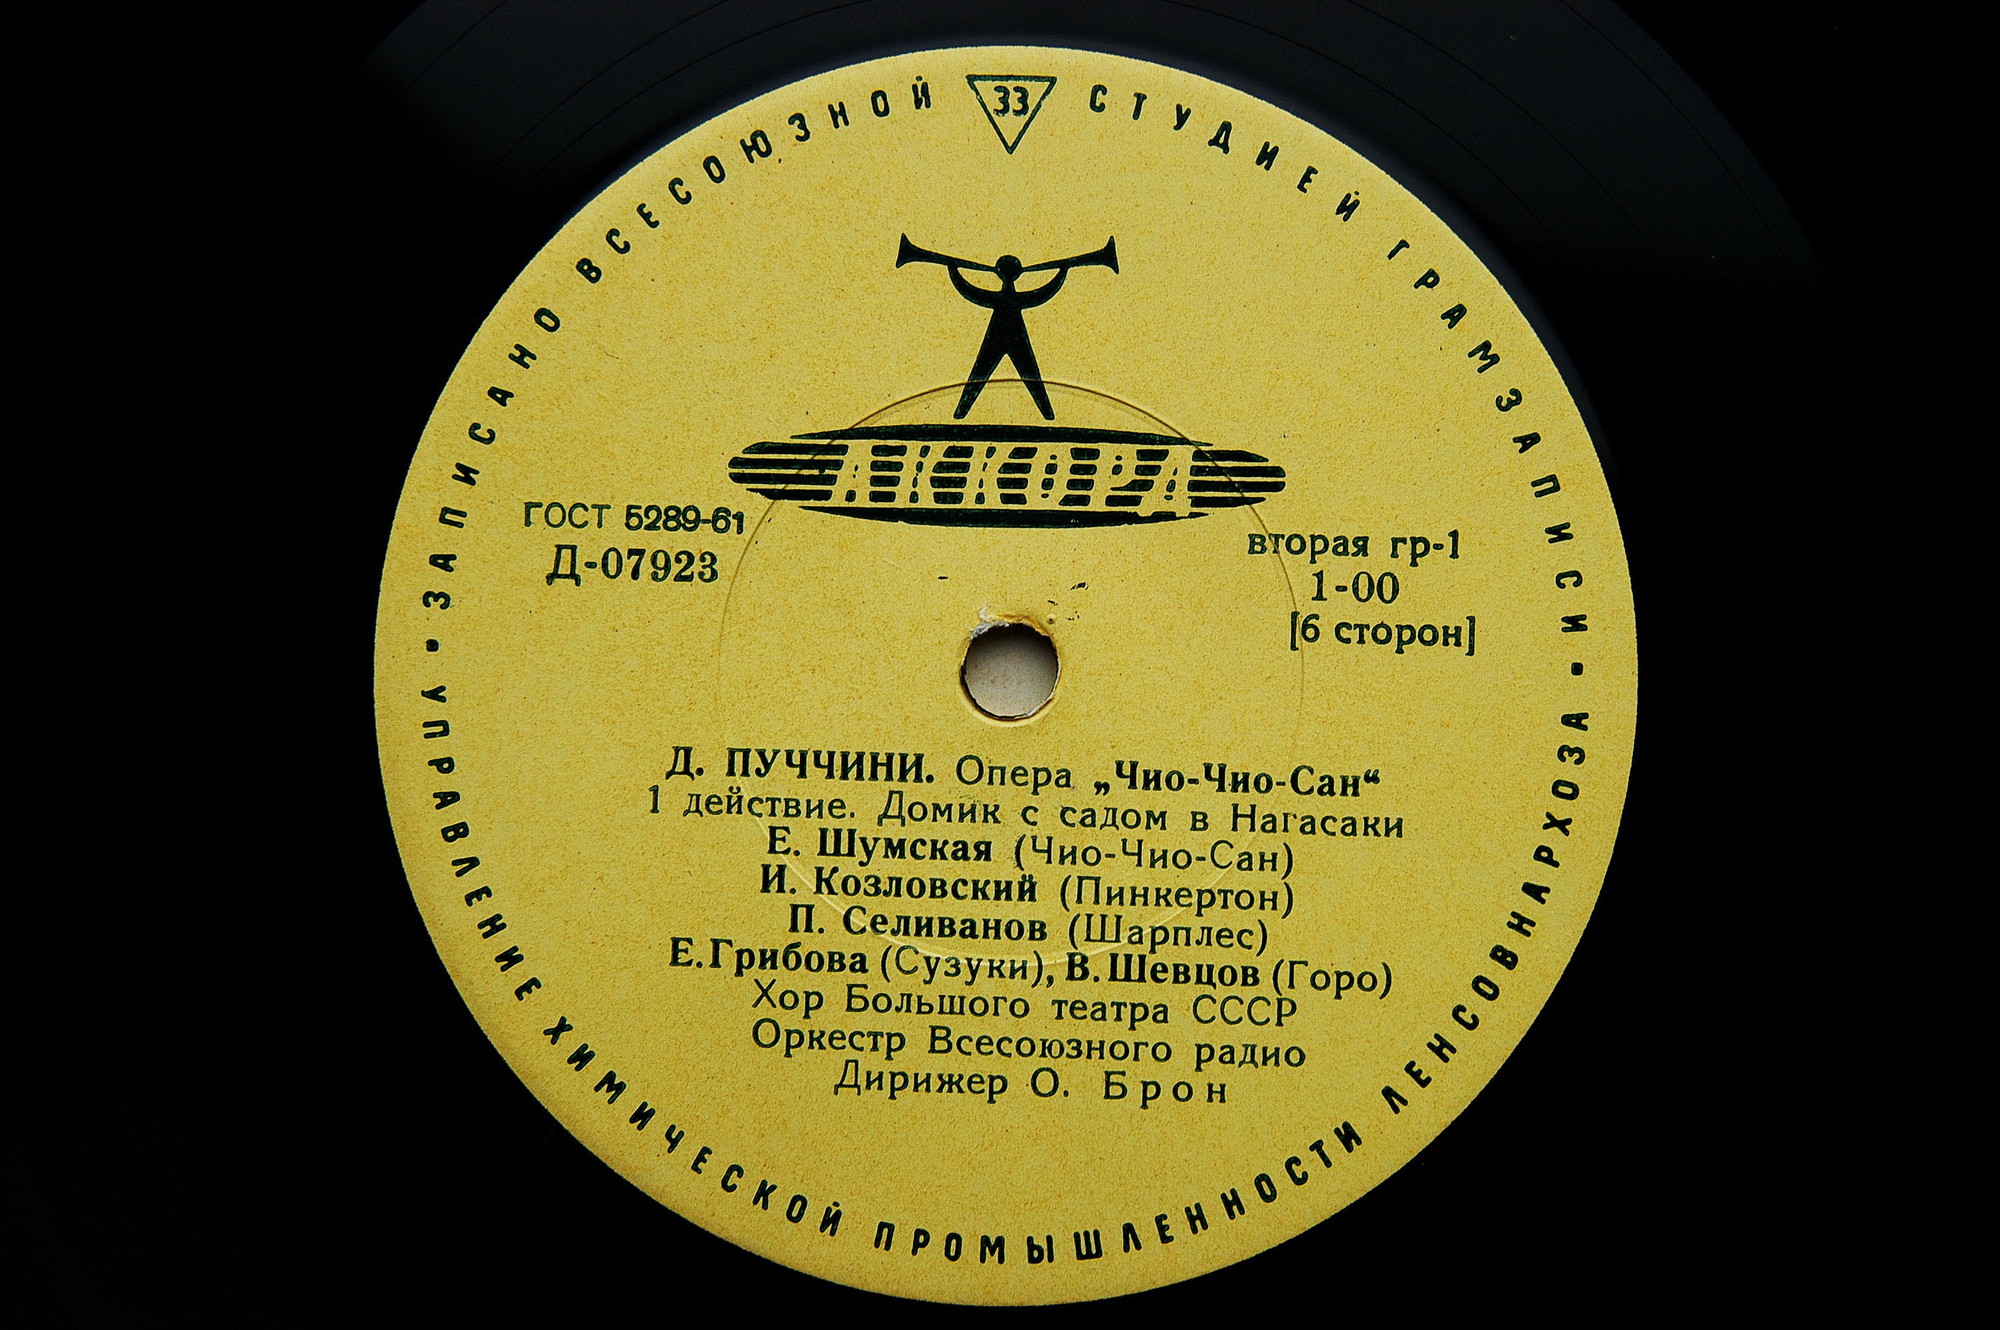 ЗАПИСАНО ВСЕСОЮЗНОЙ 33 СТУДИЕЙ ГРАМЗАПИСИ
АККОРД
ГОСТ 5289-61
Д-07923
вторая гр-1
1-00
[6 сторон]
Д. ПУЧЧИНИ. Опера „Чио-Чио-Сан“
1 действие. Домик с садом в Нагасаки
Е. Шумская (Чио-Чио-Сан)
И. Козловский (Пинкертон)
П. Селиванов (Шарплес)
Е. Грибова (Сузуки), В. Шевцов (Горо)
Хор Большого театра СССР
Оркестр Всесоюзного радио
Дирижер О. Брон
• УПРАВЛЕНИЕ ХИМИЧЕСКОЙ ПРОМЫШЛЕННОСТИ ЛЕНСОВНАРХОЗА •